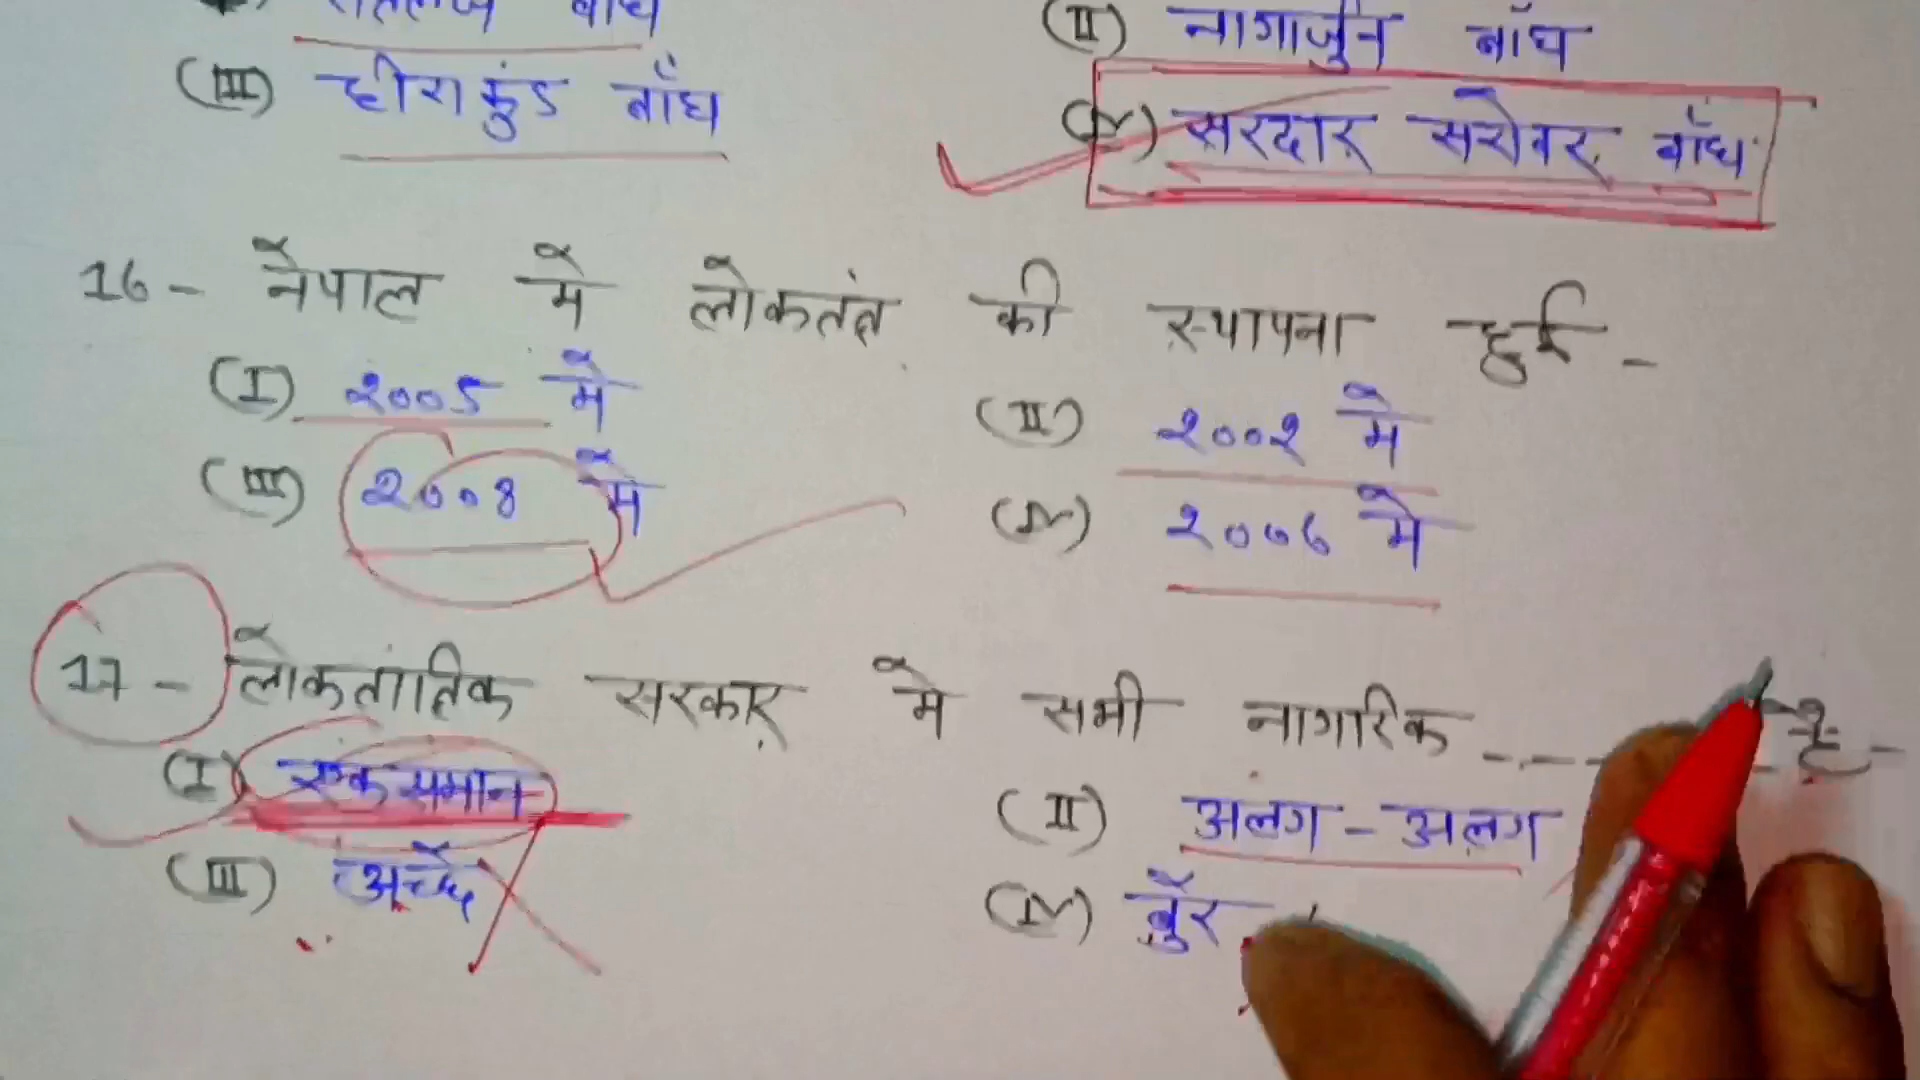 बाँध (II) नागार्जुन बाँध
(III) हीराकुंड बाँध (IV) सरदार सरोवर बाँध
16 - नेपाल में लोकतंत्र की स्थापना हुई -
(I) 2005 में (II) 2002 में
(III) 2008 में (IV) 2006 में
17 - लोकतांत्रिक सरकार में सभी नागरिक ------ है -
(I) एक समान (II) अलग - अलग
(III) अच्छे (IV) बुरे